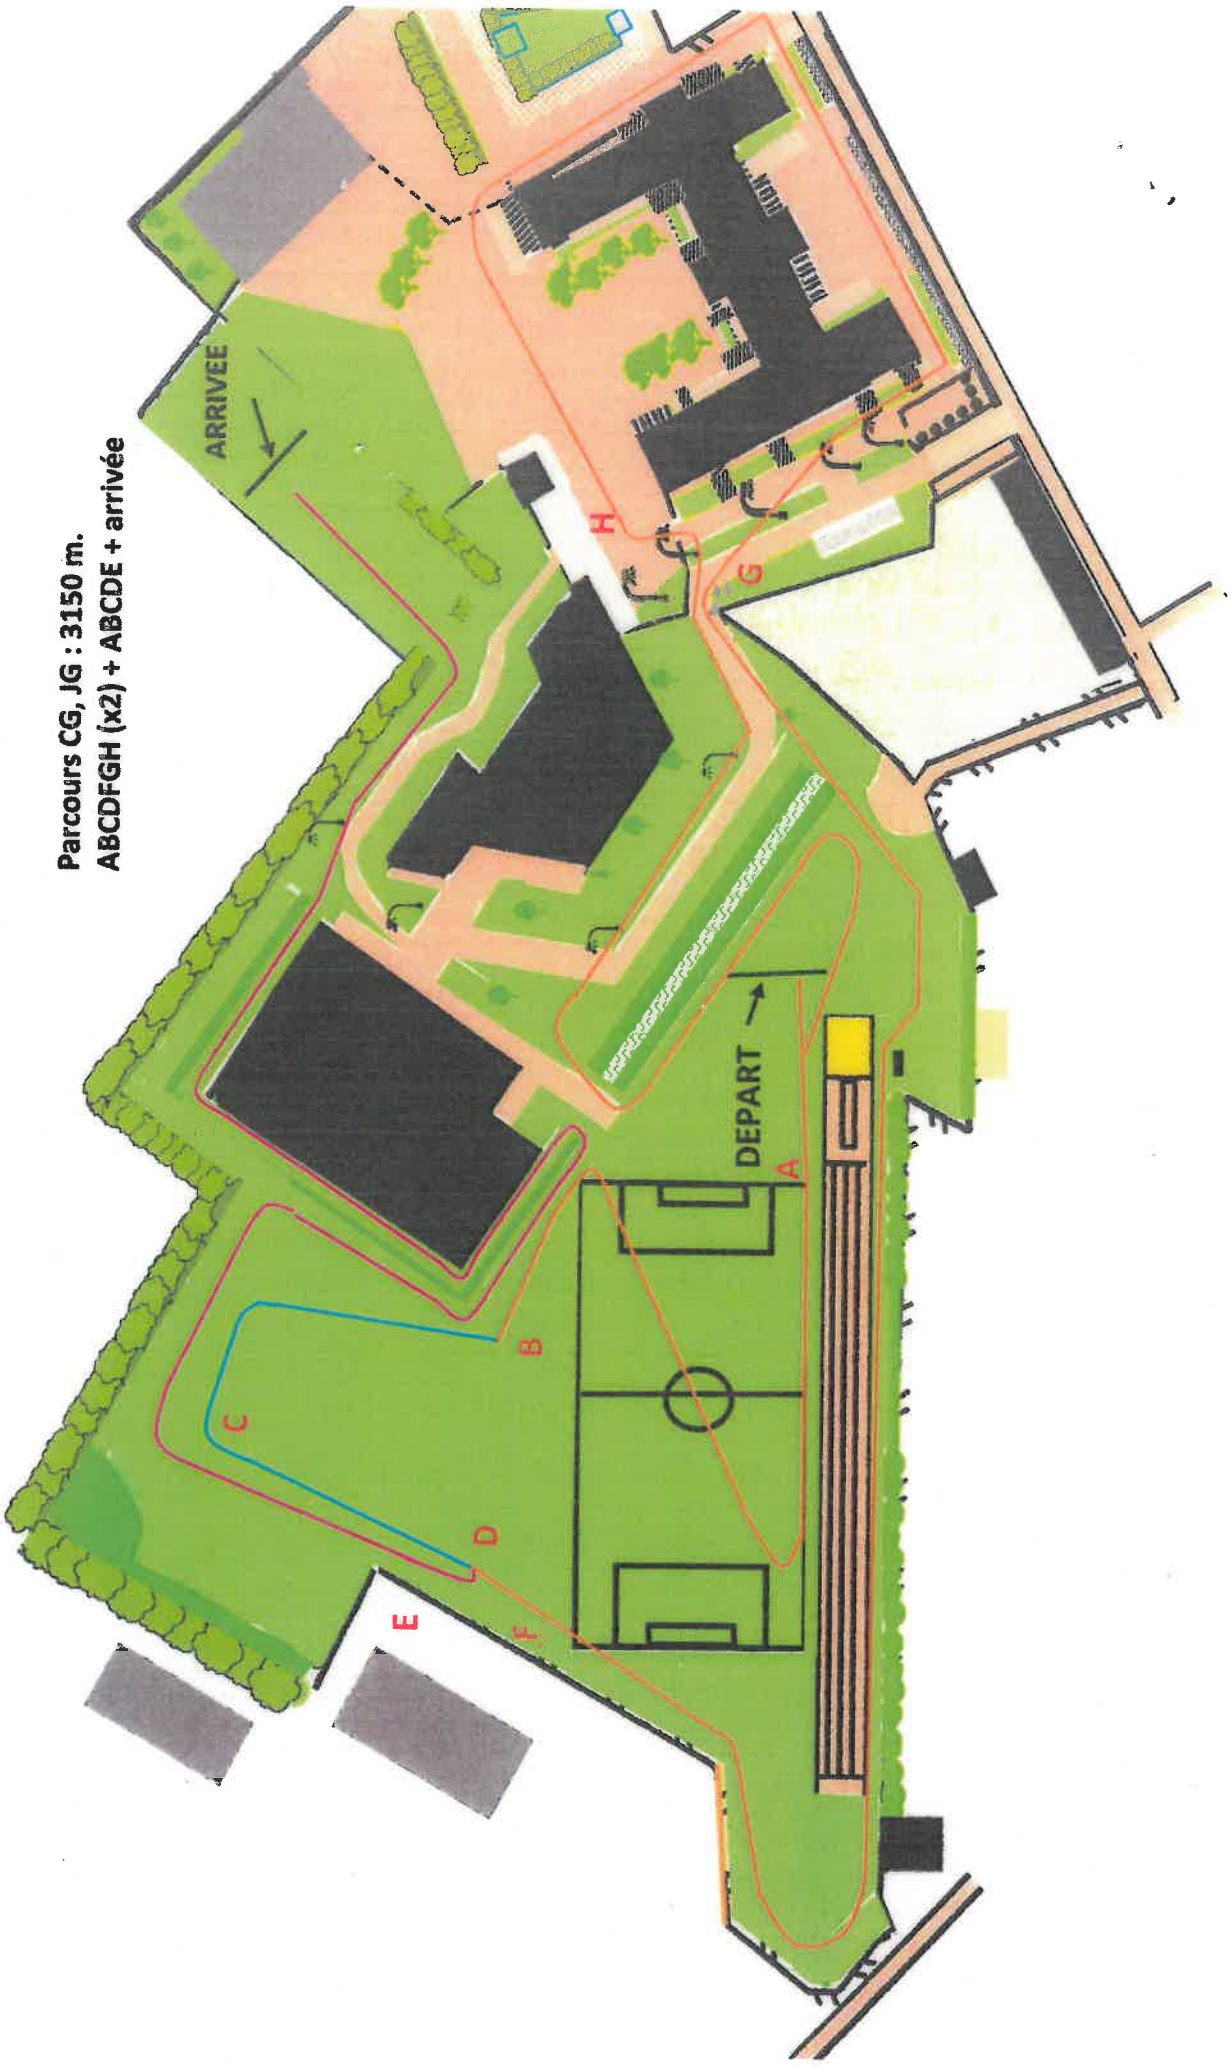 Parcours CG, JG : 3150 m.
ABCDFGH (x2) + ABCDE + arrivée
ARRIVEE
H
G
DEPART
A
B
C
D
E
F